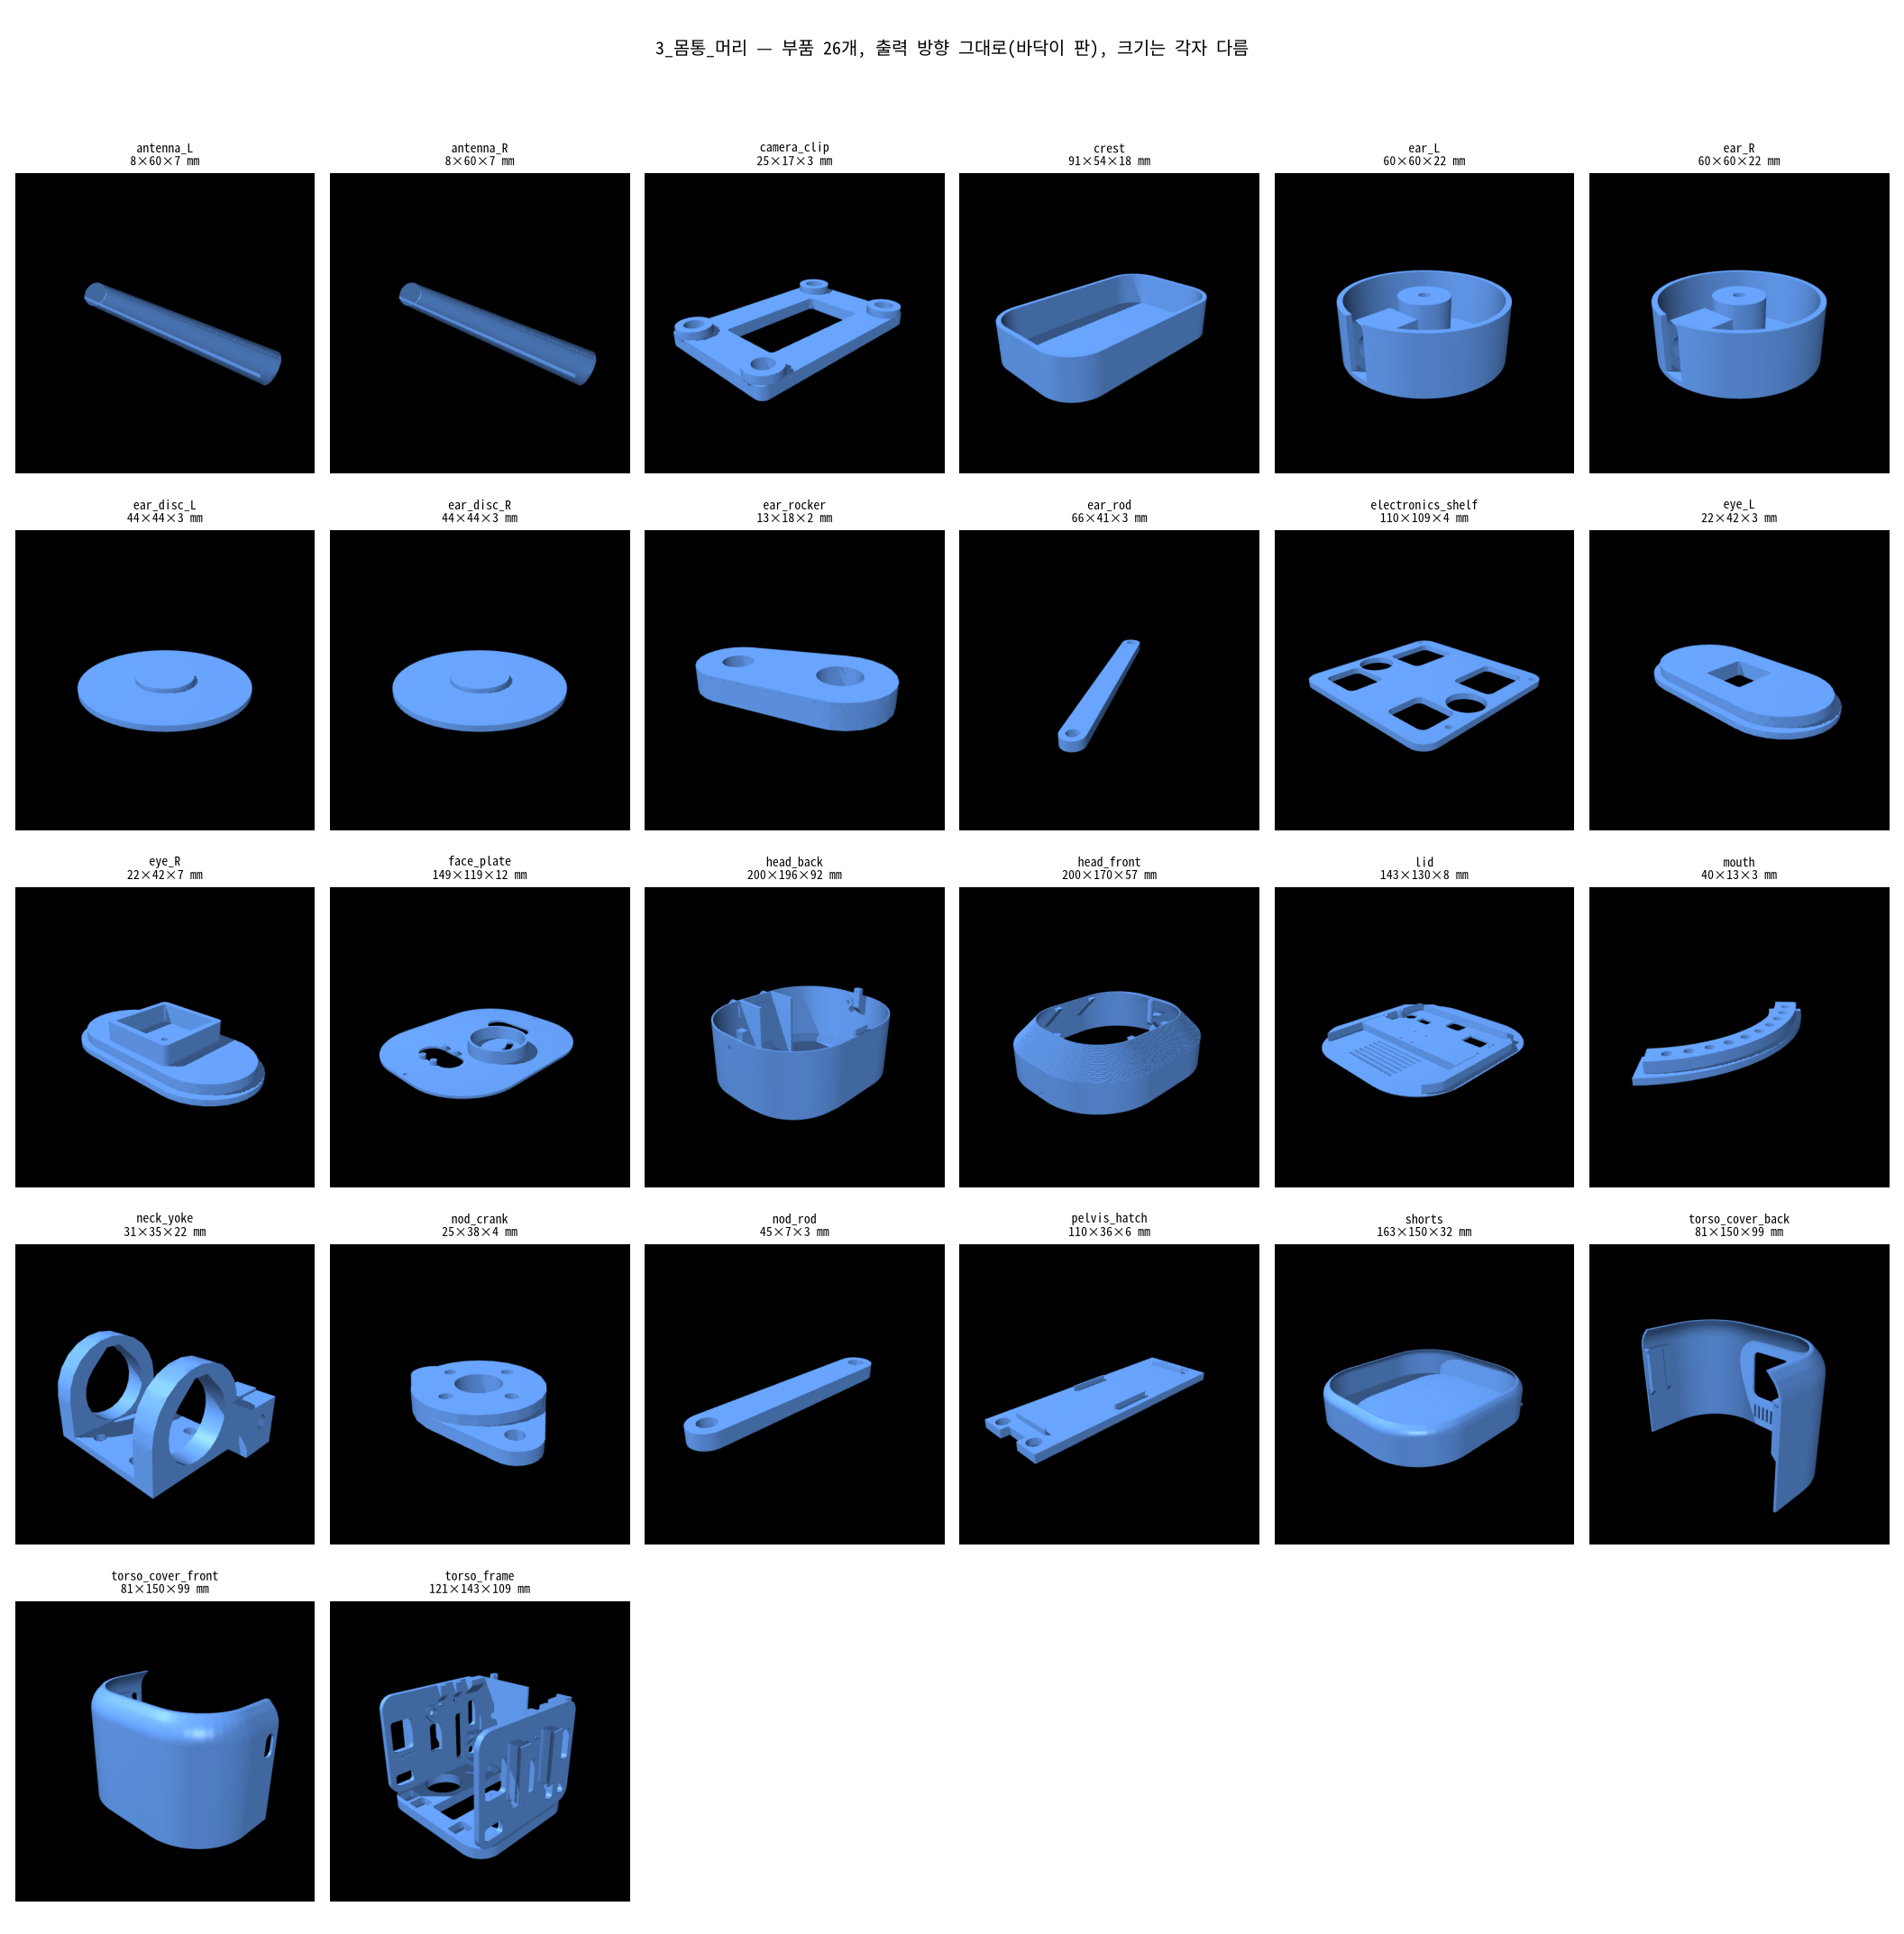 3_몸통_머리 — 부품 26개, 출력 방향 그대로(바닥이 판), 크기는 각자 다름
antenna_L
8×60×7 mm
antenna_R
8×60×7 mm
camera_clip
25×17×3 mm
crest
91×54×18 mm
ear_L
60×60×22 mm
ear_R
60×60×22 mm
ear_disc_L
44×44×3 mm
ear_disc_R
44×44×3 mm
ear_rocker
13×18×2 mm
ear_rod
66×41×3 mm
electronics_shelf
110×109×4 mm
eye_L
22×42×3 mm
eye_R
22×42×7 mm
face_plate
149×119×12 mm
head_back
200×196×92 mm
head_front
200×170×57 mm
lid
143×130×8 mm
mouth
40×13×3 mm
neck_yoke
31×35×22 mm
nod_crank
25×38×4 mm
nod_rod
45×7×3 mm
pelvis_hatch
110×36×6 mm
shorts
163×150×32 mm
torso_cover_back
81×150×99 mm
torso_cover_front
81×150×99 mm
torso_frame
121×143×109 mm